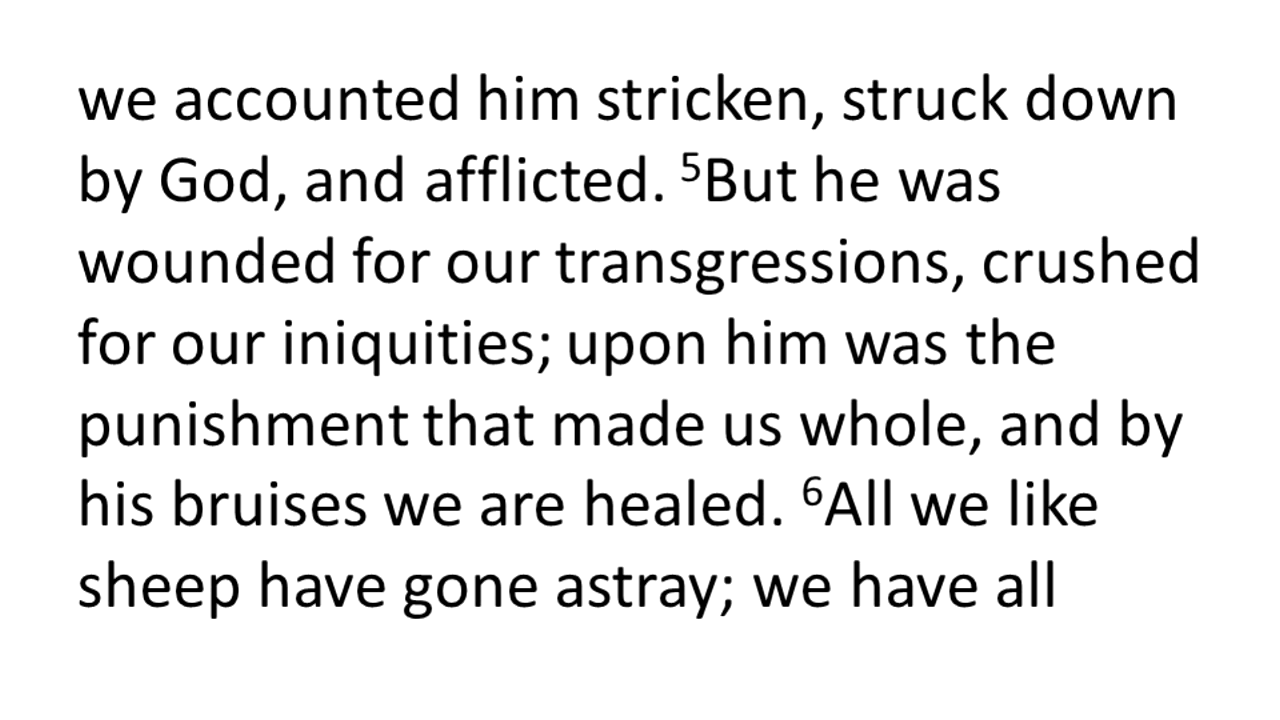 we accounted him stricken, struck down
by God, and afflicted. ⁵But he was
wounded for our transgressions, crushed
for our iniquities; upon him was the
punishment that made us whole, and by
his bruises we are healed. ⁶All we like
sheep have gone astray; we have all